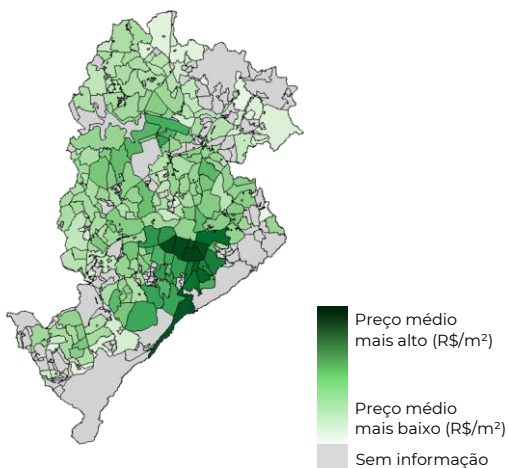 Preço médio
mais alto (R$/m²)
Preço médio
mais baixo (R$/m²)
Sem informação